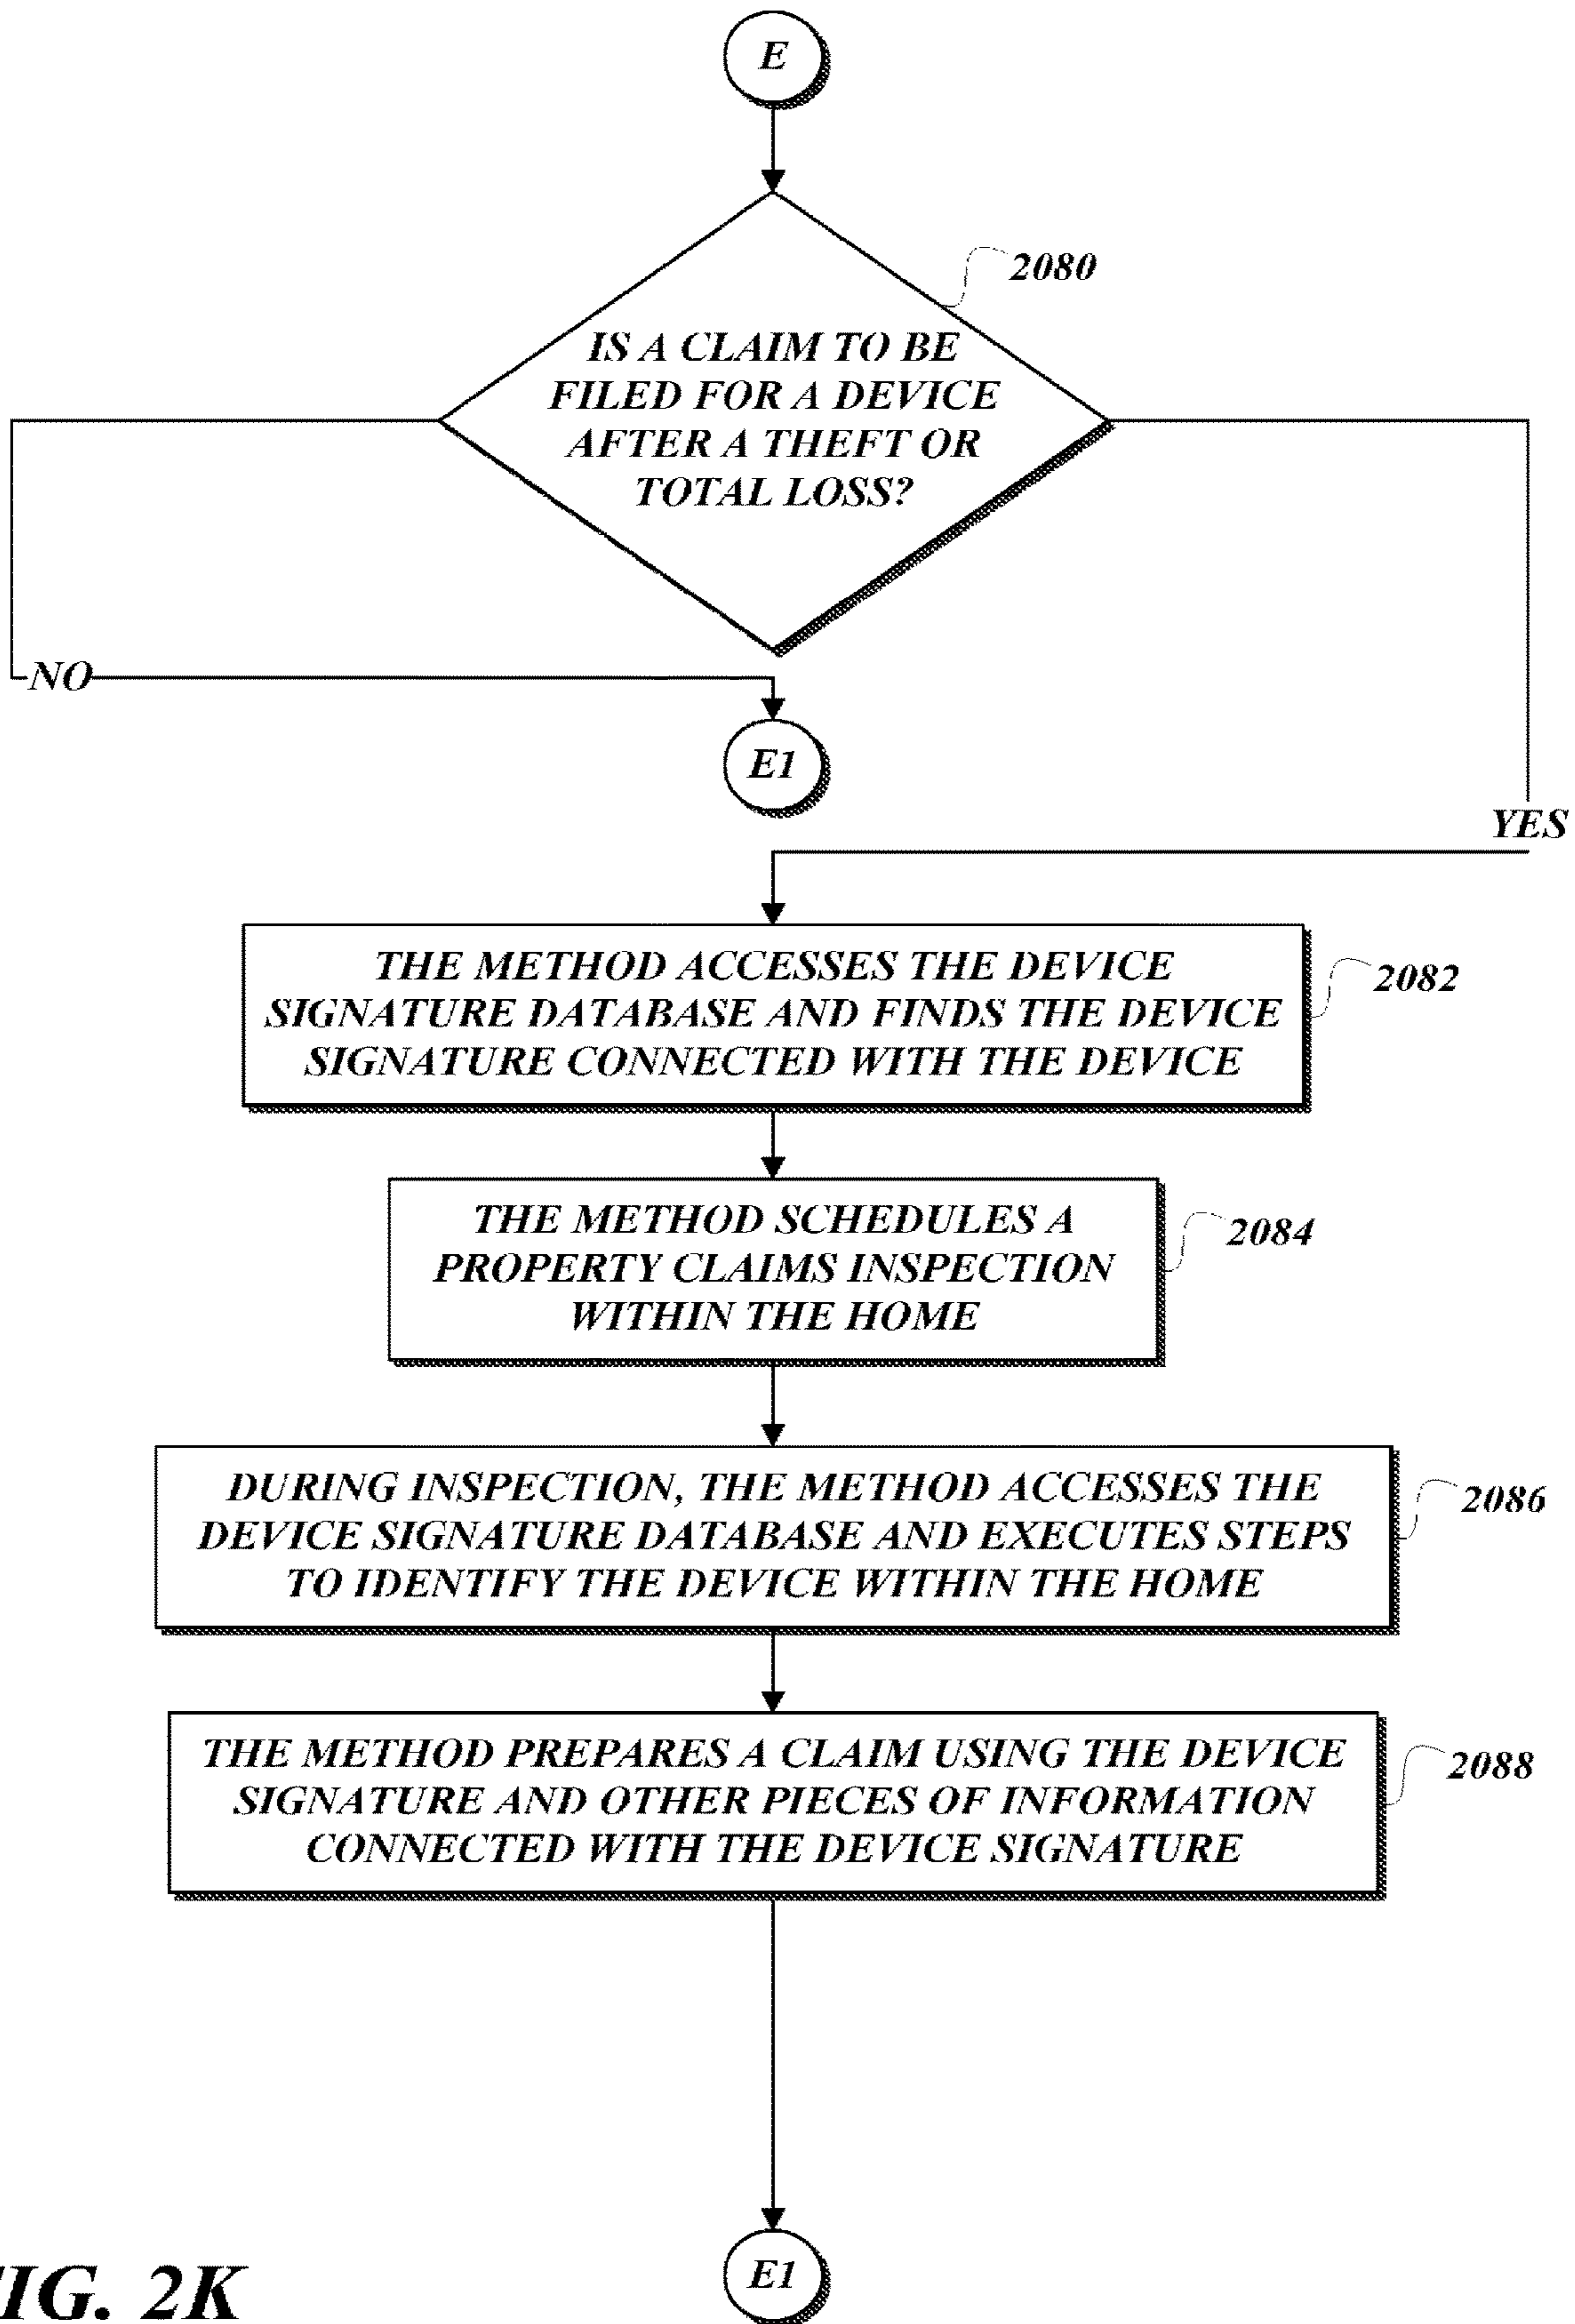 E
2080
IS A CLAIM TO BE
FILED FOR A DEVICE
AFTER A THEFT OR
TOTAL LOSS?
NO
E1
YES
THE METHOD ACCESSES THE DEVICE
SIGNATURE DATABASE AND FINDS THE DEVICE
SIGNATURE CONNECTED WITH THE DEVICE
2082
THE METHOD SCHEDULES A
PROPERTY CLAIMS INSPECTION
WITHIN THE HOME
2084
DURING INSPECTION, THE METHOD ACCESSES THE
DEVICE SIGNATURE DATABASE AND EXECUTES STEPS
TO IDENTIFY THE DEVICE WITHIN THE HOME
2086
THE METHOD PREPARES A CLAIM USING THE DEVICE
SIGNATURE AND OTHER PIECES OF INFORMATION
CONNECTED WITH THE DEVICE SIGNATURE
2088
E1
IG. 2K